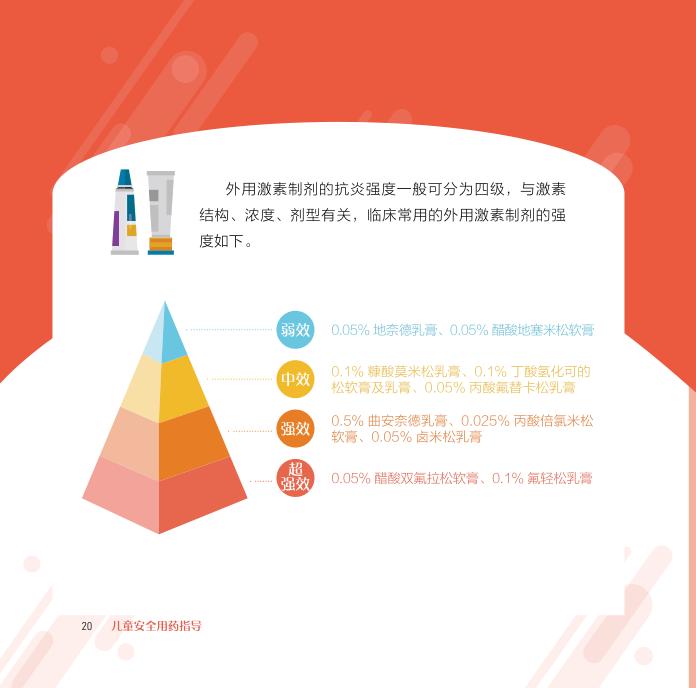 外用激素制剂的抗炎强度一般可分为四级，与激素
结构、浓度、剂型有关，临床常用的外用激素制剂的强
度如下。
弱效
0.05% 地奈德乳膏、0.05% 醋酸地塞米松软膏
中效
0.1% 糠酸莫米松乳膏、0.1% 丁酸氢化可的
松软膏及乳膏、0.05% 丙酸氟替卡松乳膏
强效
0.5% 曲安奈德乳膏、0.025% 丙酸倍氯米松
软膏、0.05% 卤米松乳膏
超
强效
0.05% 醋酸双氟拉松软膏、0.1% 氟轻松乳膏
20 儿童安全用药指导